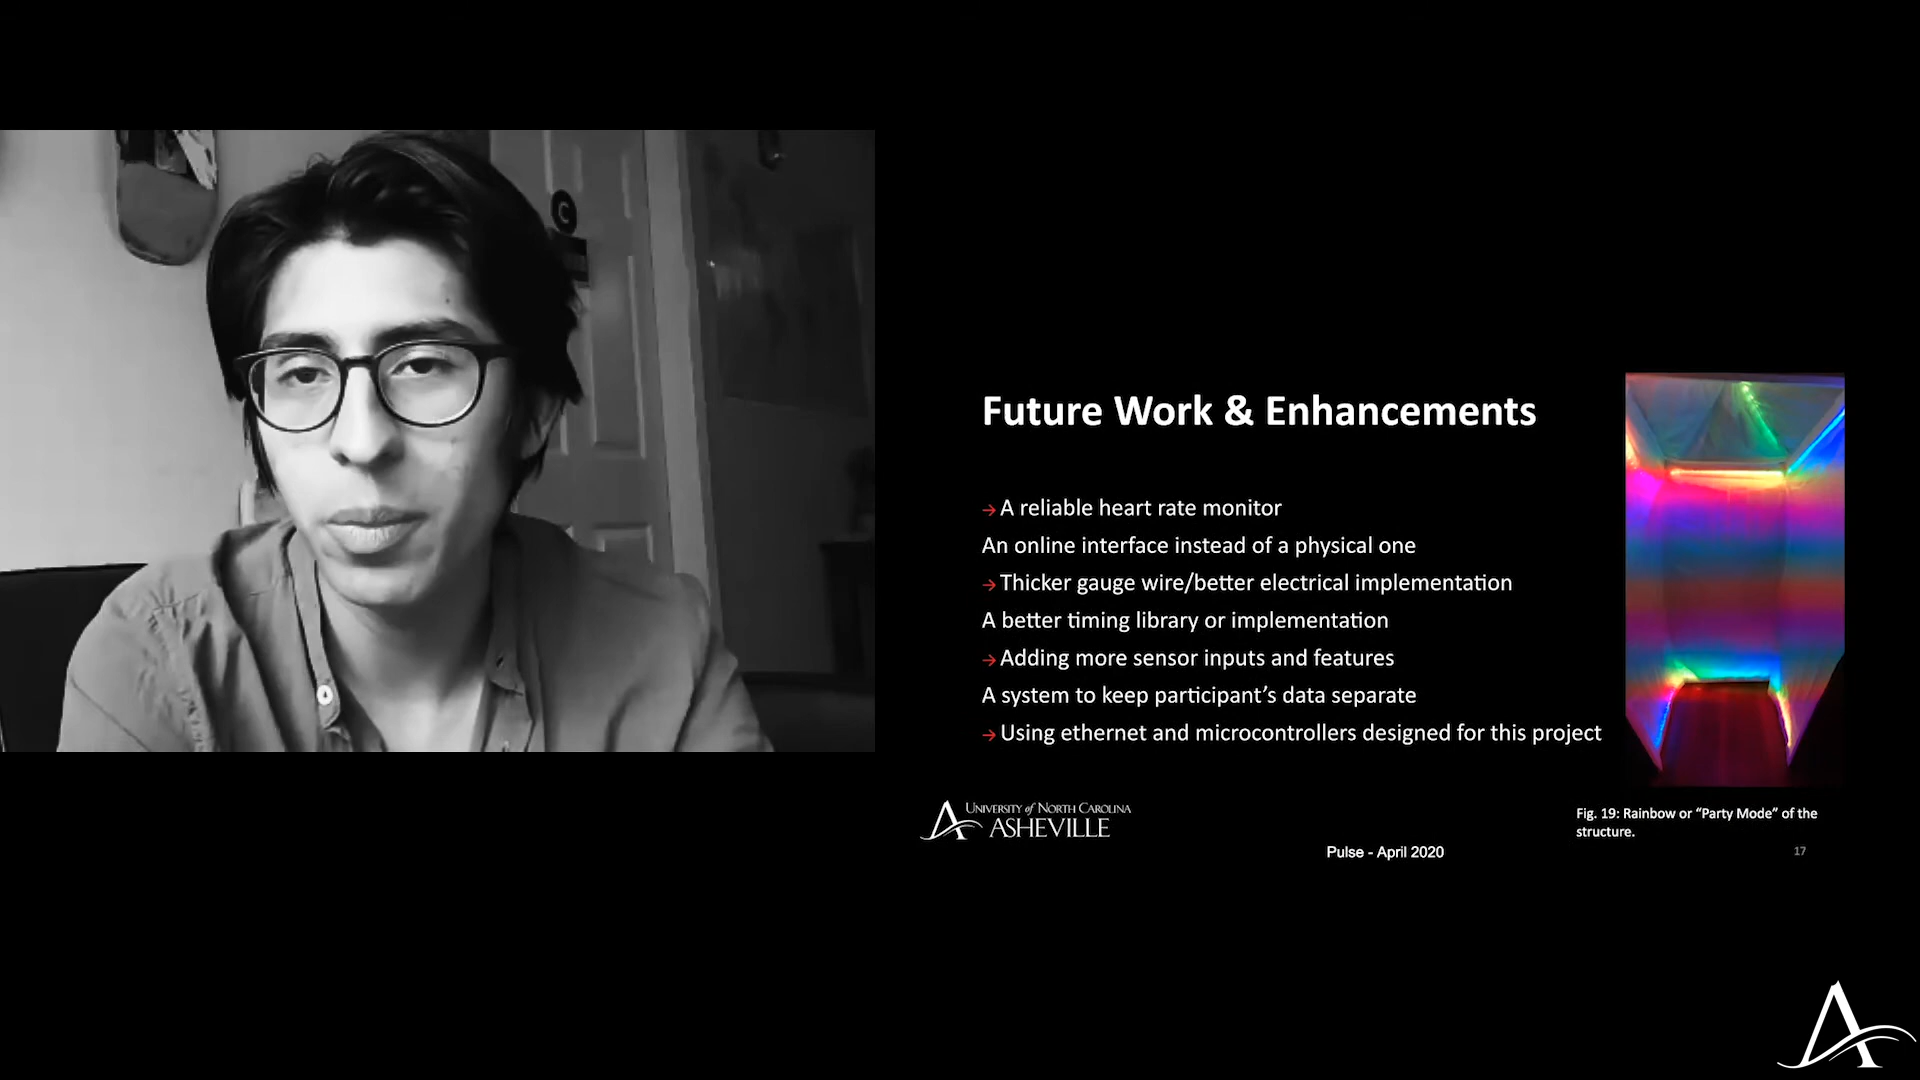 Future Work & Enhancements
→ A reliable heart rate monitor
An online interface instead of a physical one
→ Thicker gauge wire/better electrical implementation
A better timing library or implementation
→ Adding more sensor inputs and features
A system to keep participant's data separate
→ Using ethernet and microcontrollers designed for this project
UNIVERSITY of NORTH CAROLINA
ASHEVILLE
Fig. 19: Rainbow or “Party Mode” of the
structure.
Pulse - April 2020
17
C